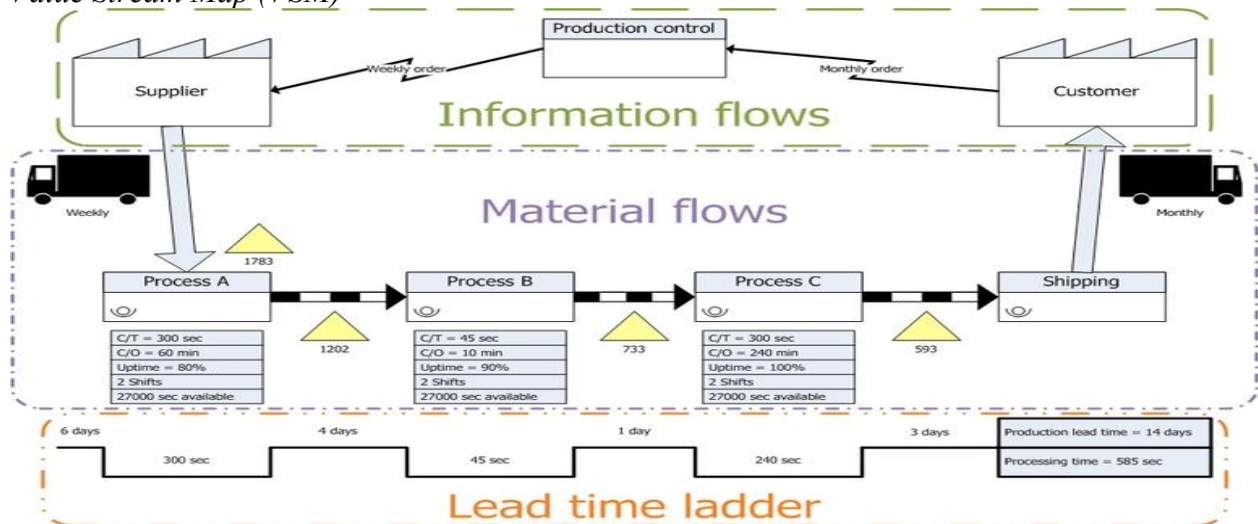 Value Stream Map (VSM)
Production control
Weekly order
Monthly order
Supplier
Customer
Information flows
Weekly
Material flows
Monthly
1783
Process A
Process B
Process C
Shipping
1202
733
593
C/T = 300 sec
C/O = 60 min
Uptime = 80%
2 Shifts
27000 sec available
C/T = 45 sec
C/O = 10 min
Uptime = 90%
2 Shifts
27000 sec available
C/T = 300 sec
C/O = 240 min
Uptime = 100%
2 Shifts
27000 sec available
6 days
4 days
1 day
3 days
Production lead time = 14 days
300 sec
45 sec
240 sec
Processing time = 585 sec
Lead time ladder